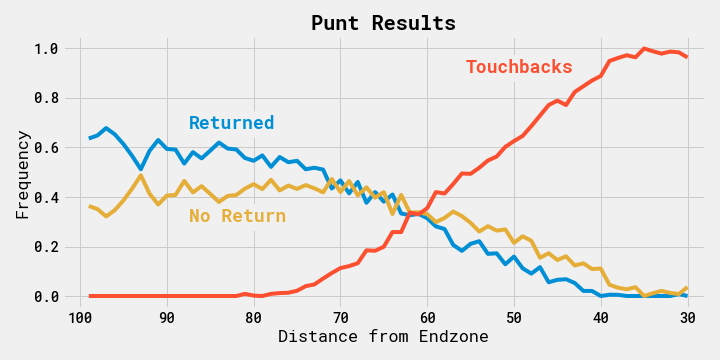 Punt Results
1.0
Touchbacks
0.8
Returned
0.6
Frequency
0.4
No Return
0.2
0.0
100 90 80 70 60 50 40 30
Distance from Endzone